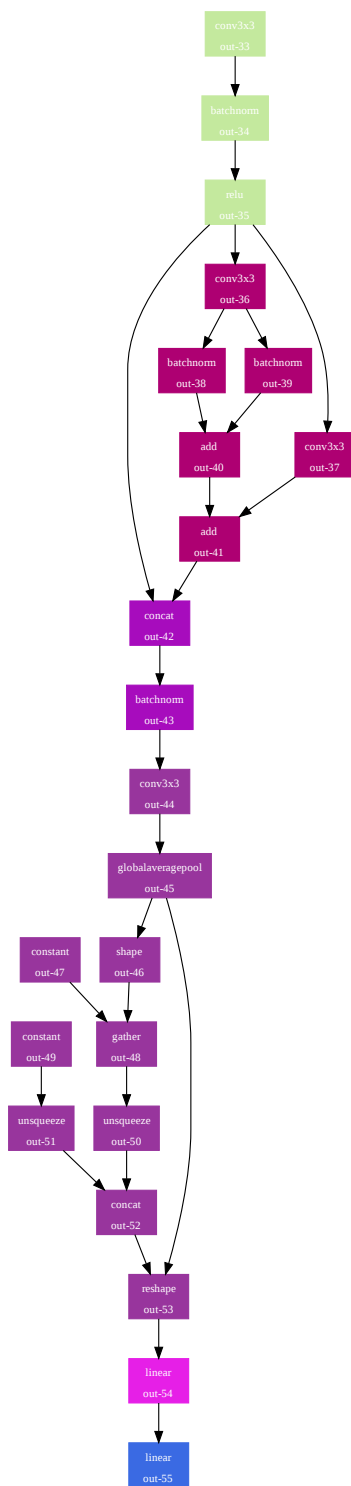 conv3x3
out-33
batchnorm
out-34
relu
out-35
conv3x3
out-36
batchnorm
out-38
batchnorm
out-39
add
out-40
conv3x3
out-37
add
out-41
concat
out-42
batchnorm
out-43
conv3x3
out-44
globalaveragepool
out-45
constant
out-47
shape
out-46
constant
out-49
gather
out-48
unsqueeze
out-51
unsqueeze
out-50
concat
out-52
reshape
out-53
linear
out-54
linear
out-55